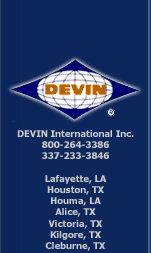 DEVIN
®
DEVIN International Inc.
800-264-3386
337-233-3846
Lafayette, LA
Houston, TX
Houma, LA
Alice, TX
Victoria, TX
Kilgore, TX
Cleburne, TX